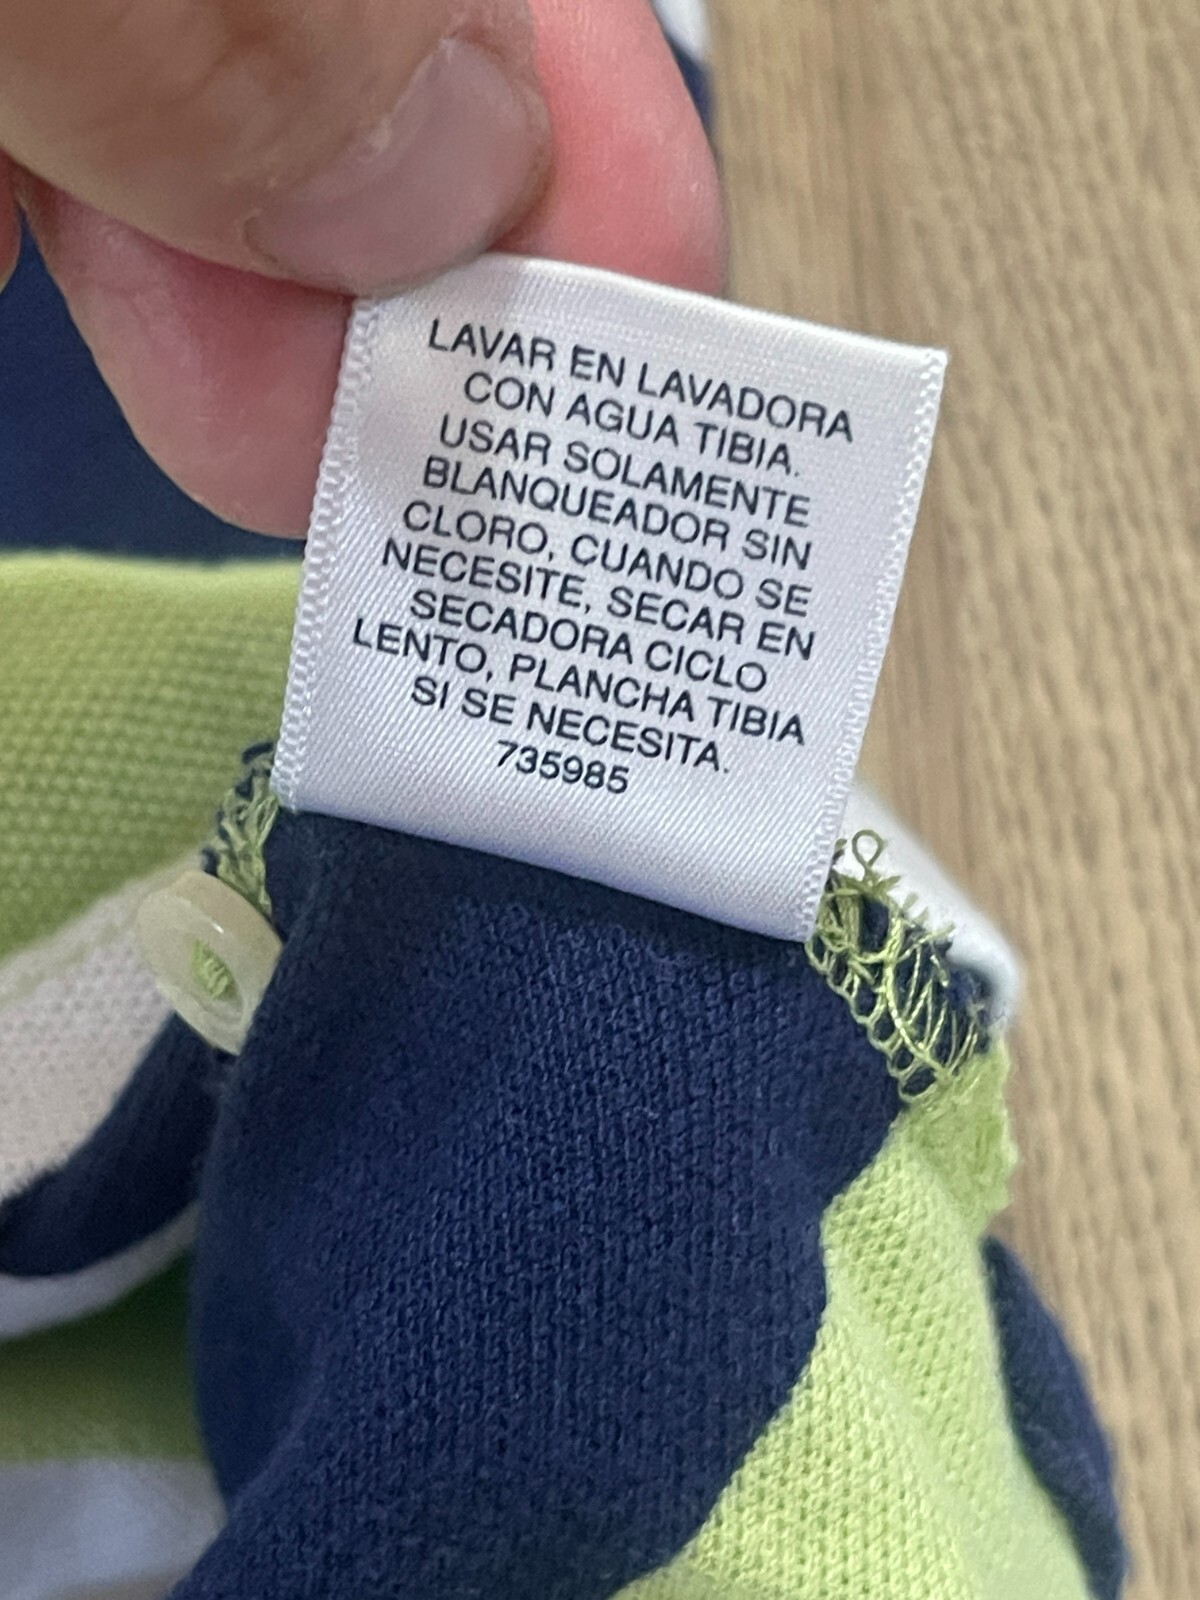 LAVAR EN LAVADORA
CON AGUA TIBIA.
USAR SOLAMENTE
BLANQUEADOR SIN
CLORO, CUANDO SE
NECESITE, SECAR EN
SECADORA CICLO
LENTO, PLANCHA TIBIA
SI SE NECESITA.
735985